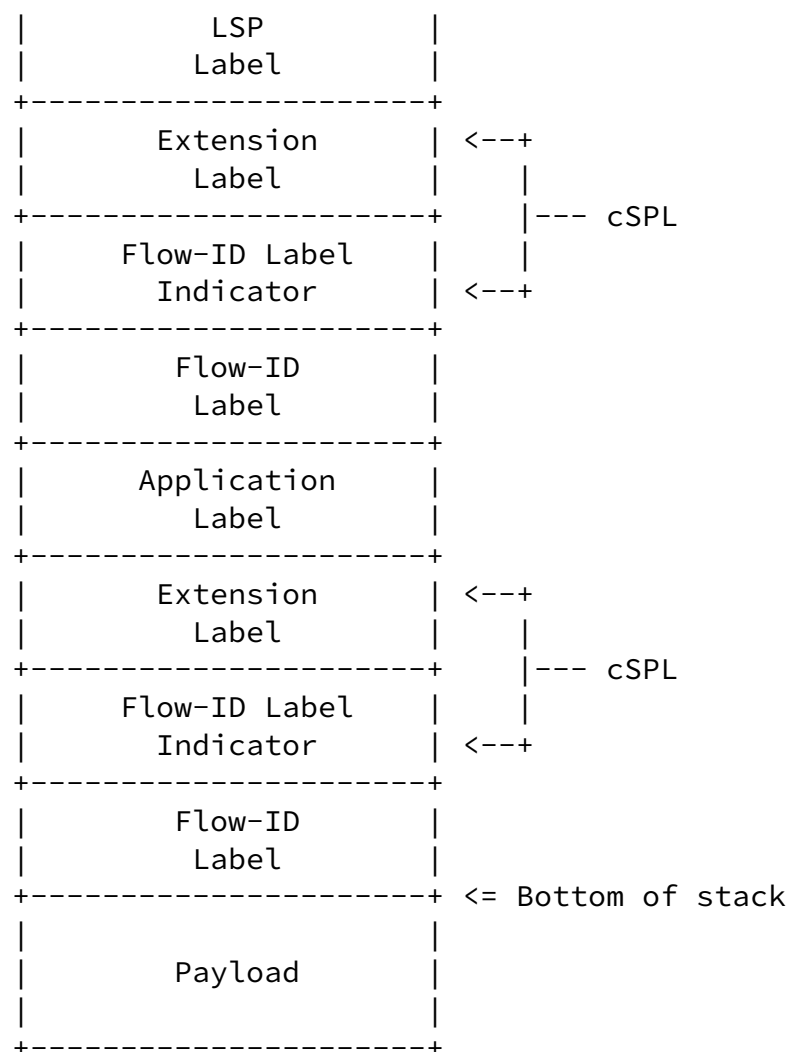 LSP
Label
Extension <--+
Label |
|--- cSPL
Flow-ID Label |
Indicator <--+
Flow-ID
Label
Application
Label
Extension <--+
Label |
|--- cSPL
Flow-ID Label |
Indicator <--+
Flow-ID
Label
<= Bottom of stack
Payload